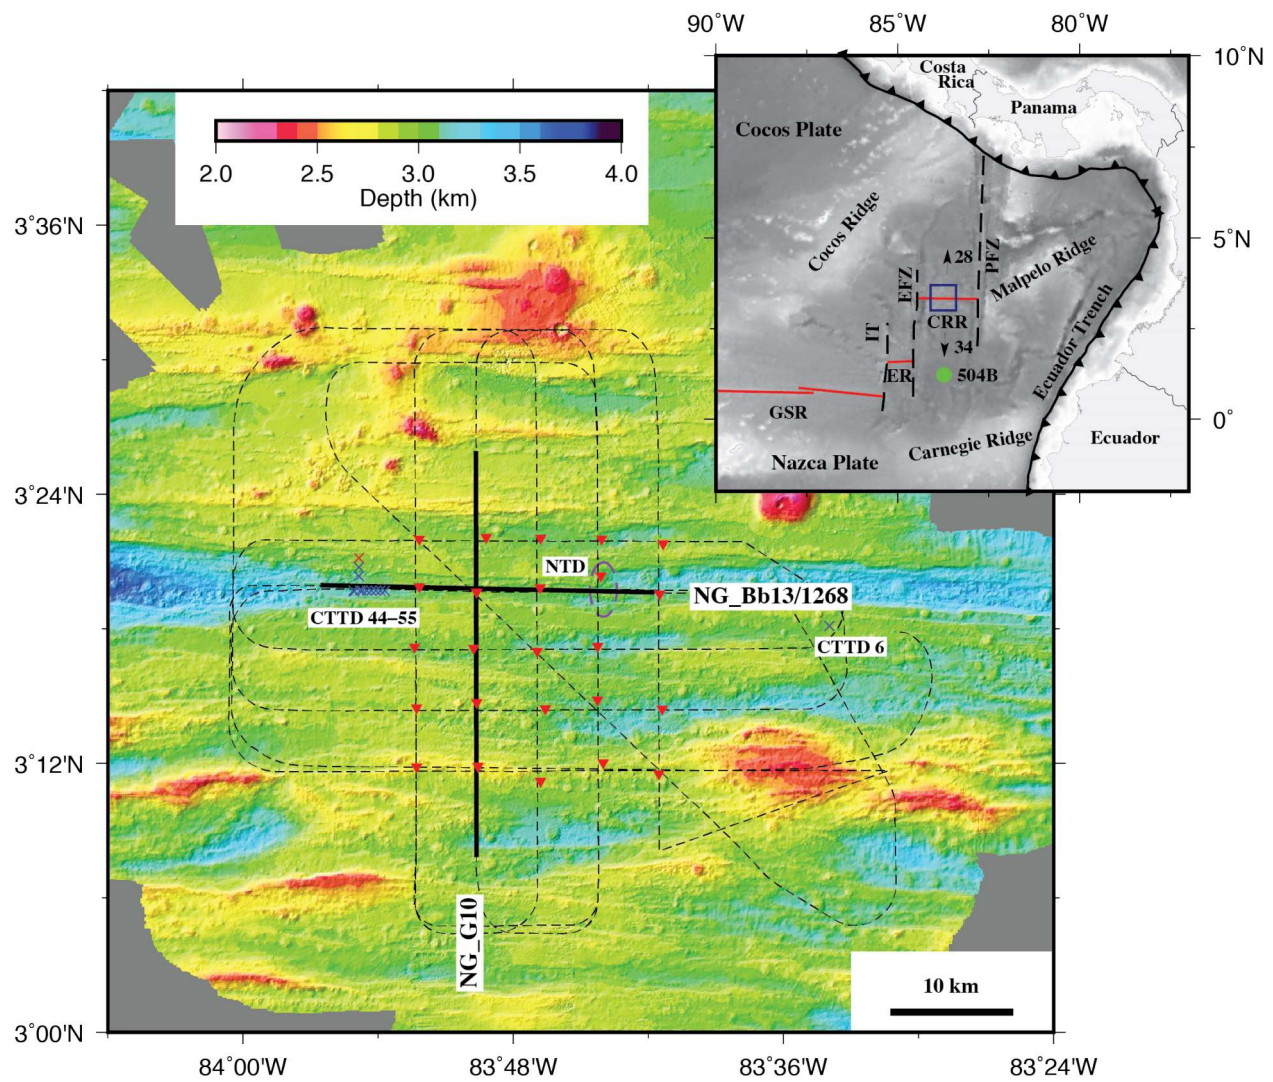 90˚W
85˚W
80˚W
10˚N
5˚N
0˚
Costa
Rica
Panama
Cocos Plate
Cocos Ridge
28
PFZ
Malpelo Ridge
EFZ
CRR
IT
34
ER
504B
Ecuador Trench
GSR
Carnegie Ridge
Ecuador
Nazca Plate
2.0
2.5
3.0
3.5
4.0
Depth (km)
3˚36'N
3˚24'N
3˚12'N
3˚00'N
NTD
NG_Bb13/1268
CTTD 44–55
CTTD 6
NG_G10
10 km
84˚00'W
83˚48'W
83˚36'W
83˚24'W